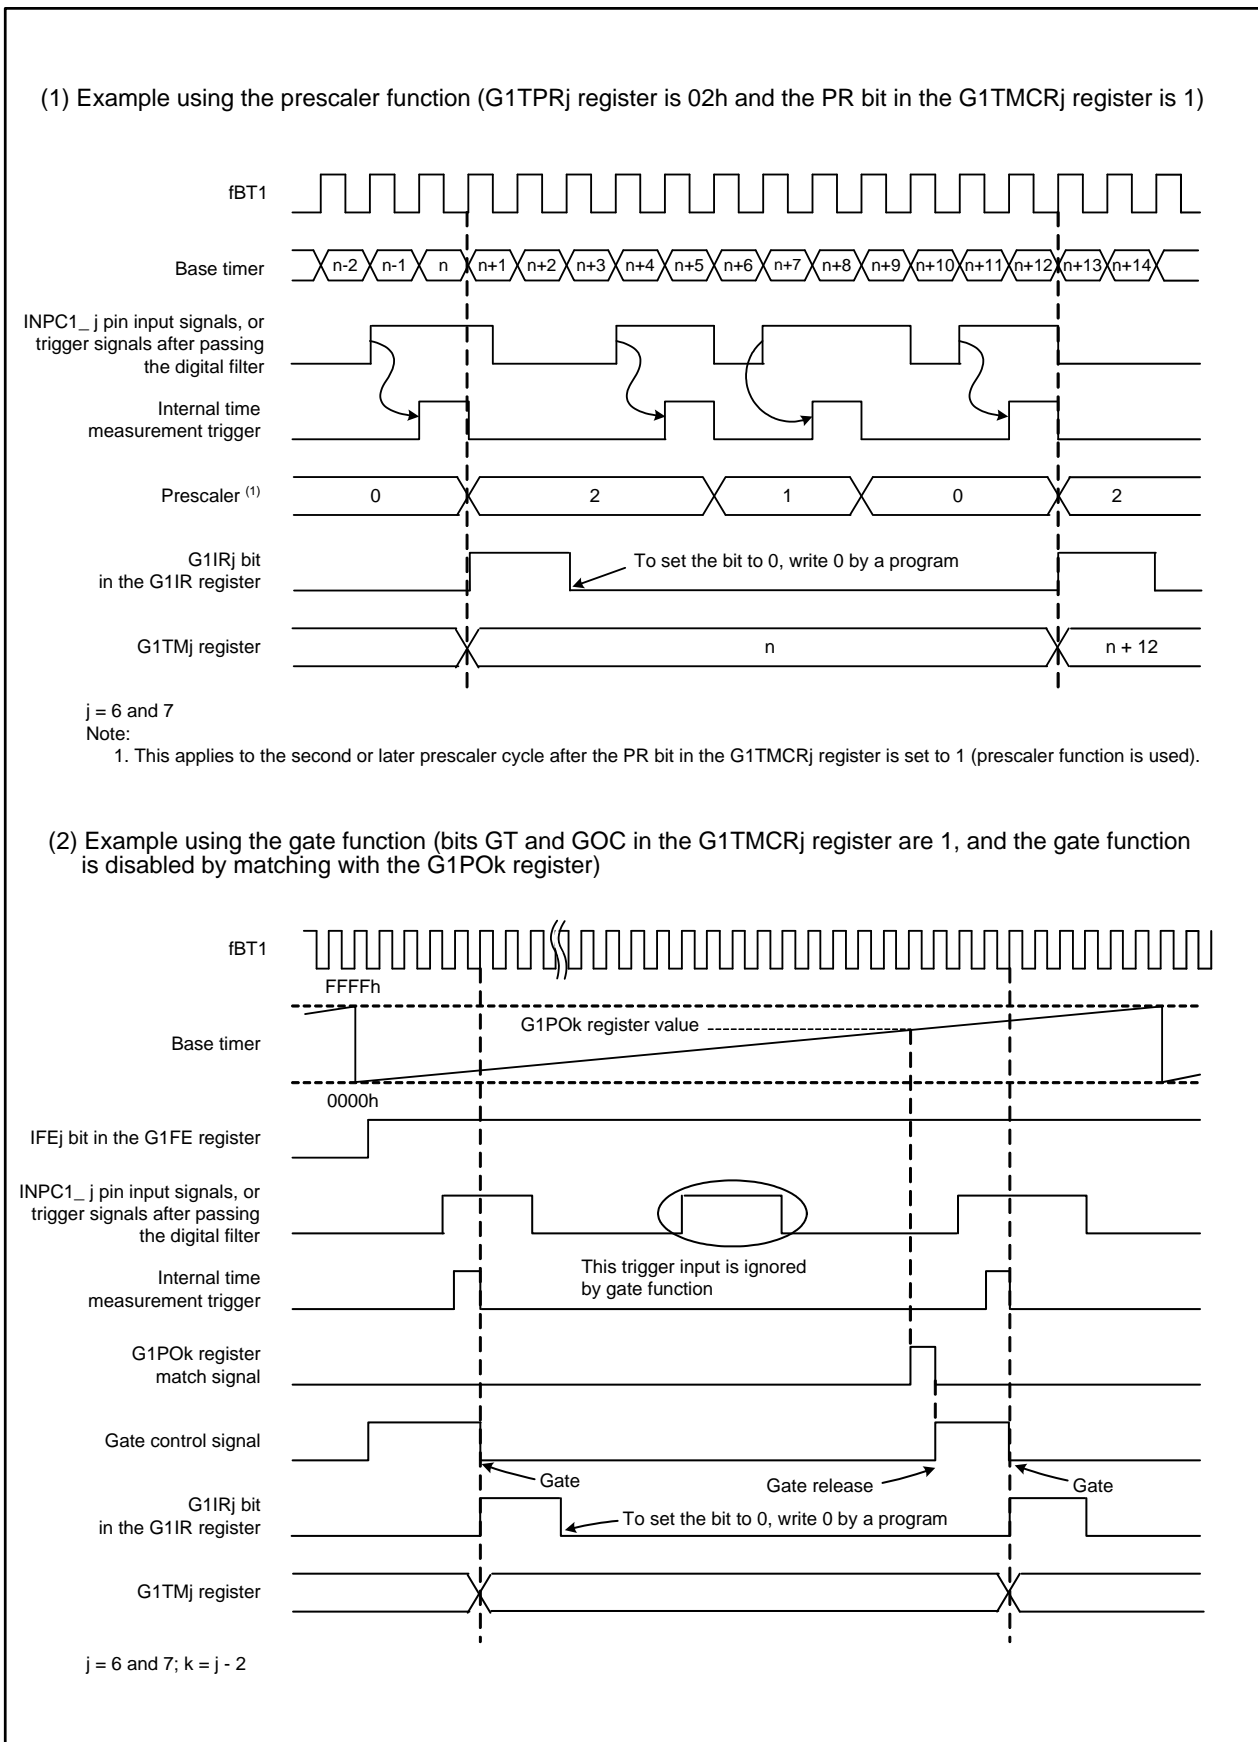 (1) Example using the prescaler function (G1TPRj register is 02h and the PR bit in the G1TMCRj register is 1)
fBT1
Base timer
n-2 n-1 n n+1 n+2 n+3 n+4 n+5 n+6 n+7 n+8 n+9 n+10 n+11 n+12 n+13 n+14
INPC1_ j pin input signals, or
trigger signals after passing
the digital filter
Internal time
measurement trigger
Prescaler (1)
0 2 1 0 2
G1IRj bit
in the G1IR register
To set the bit to 0, write 0 by a program
G1TMj register
n n + 12
j = 6 and 7
Note:
1. This applies to the second or later prescaler cycle after the PR bit in the G1TMCRj register is set to 1 (prescaler function is used).
(2) Example using the gate function (bits GT and GOC in the G1TMCRj register are 1, and the gate function
is disabled by matching with the G1POk register)
fBT1
FFFFh
Base timer
G1POk register value
0000h
IFEj bit in the G1FE register
INPC1_ j pin input signals, or
trigger signals after passing
the digital filter
This trigger input is ignored
by gate function
Internal time
measurement trigger
G1POk register
match signal
Gate control signal
Gate Gate release Gate
G1IRj bit
in the G1IR register
To set the bit to 0, write 0 by a program
G1TMj register
j = 6 and 7; k = j - 2